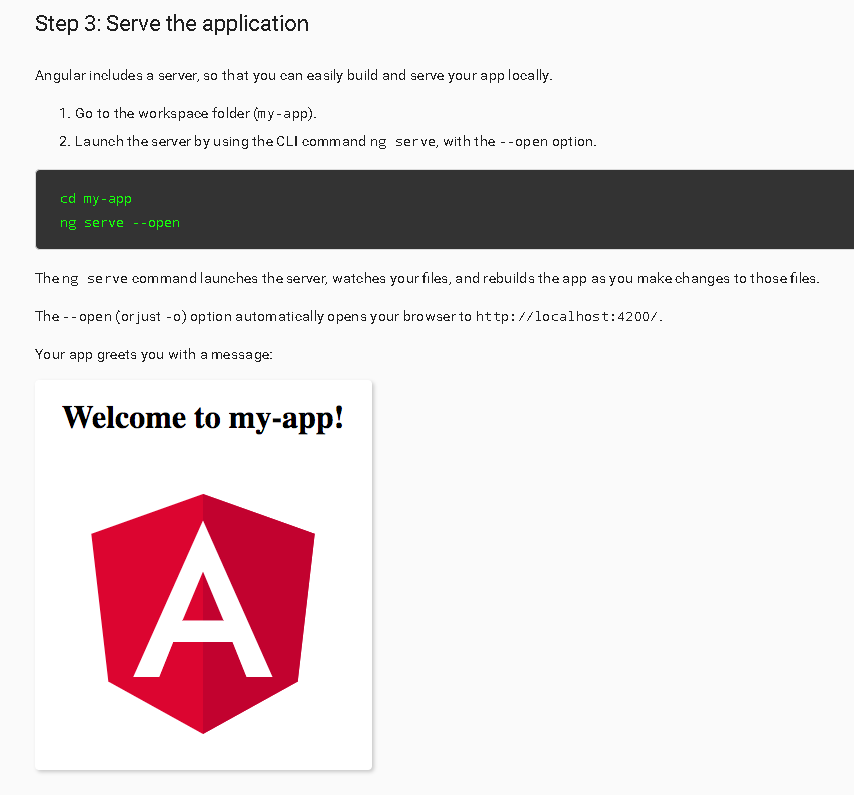 Step 3: Serve the application
Angular includes a server, so that you can easily build and serve your app locally.
1. Go to the workspace folder (my-app).
2. Launch the server by using the CLI command ng serve, with the --open option.
cd my-app
ng serve --open
The ng serve command launches the server, watches your files, and rebuilds the app as you make changes to those files.
The --open (or just -o) option automatically opens your browser to http://localhost:4200/.
Your app greets you with a message:
Welcome to my-app!
A